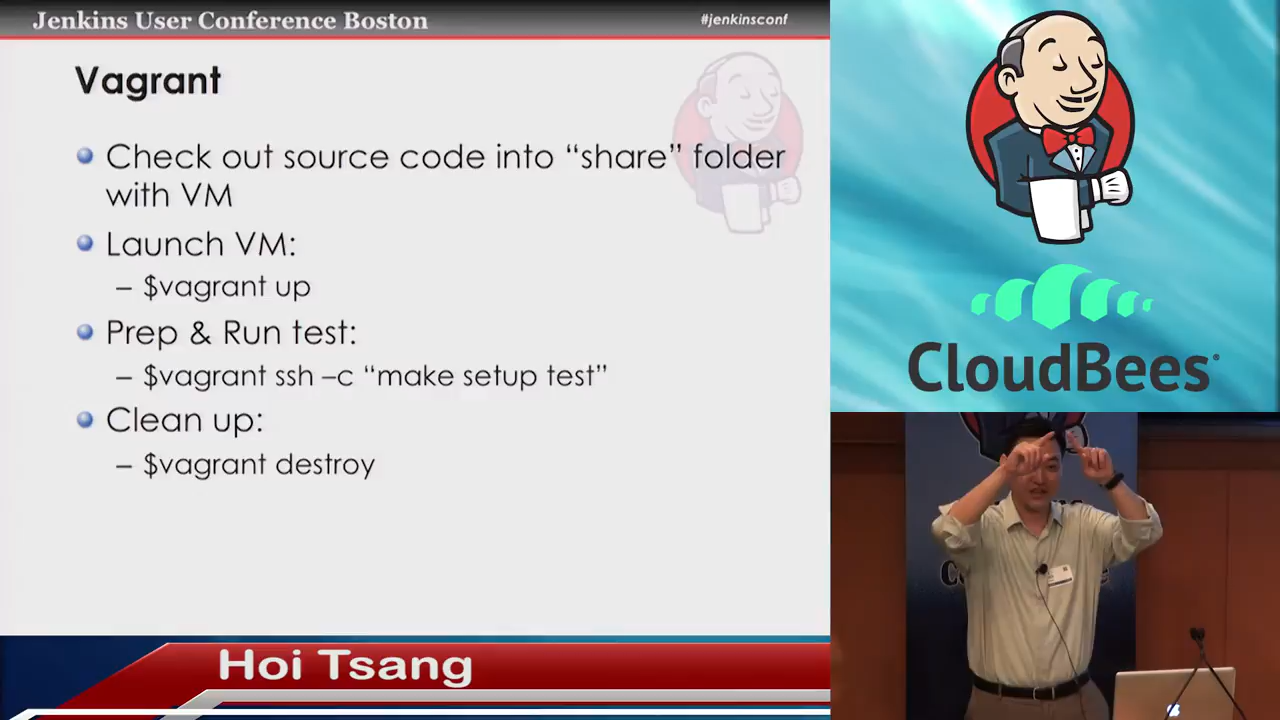 Jenkins User Conference Boston
#jenkinsconf
Vagrant
Check out source code into “share” folder
with VM
Launch VM:
– $vagrant up
Prep & Run test:
– $vagrant ssh –c “make setup test”
Clean up:
– $vagrant destroy
CloudBees
Hoi Tsang